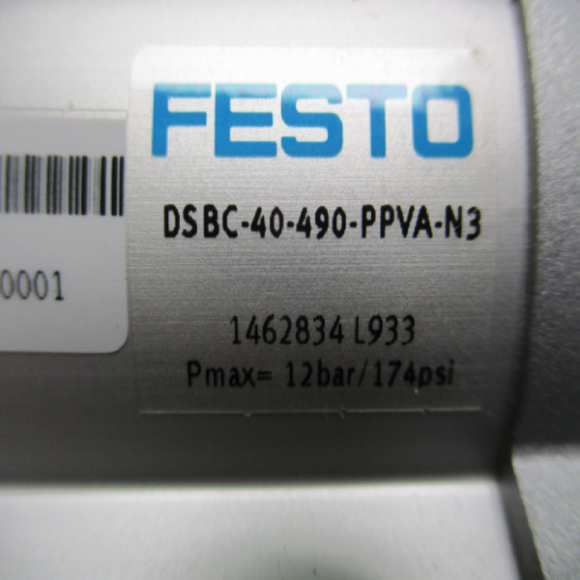 FESTO
DSBC-40-490-PPVA-N3
1462834 L933
Pmax= 12bar/174psi
0001